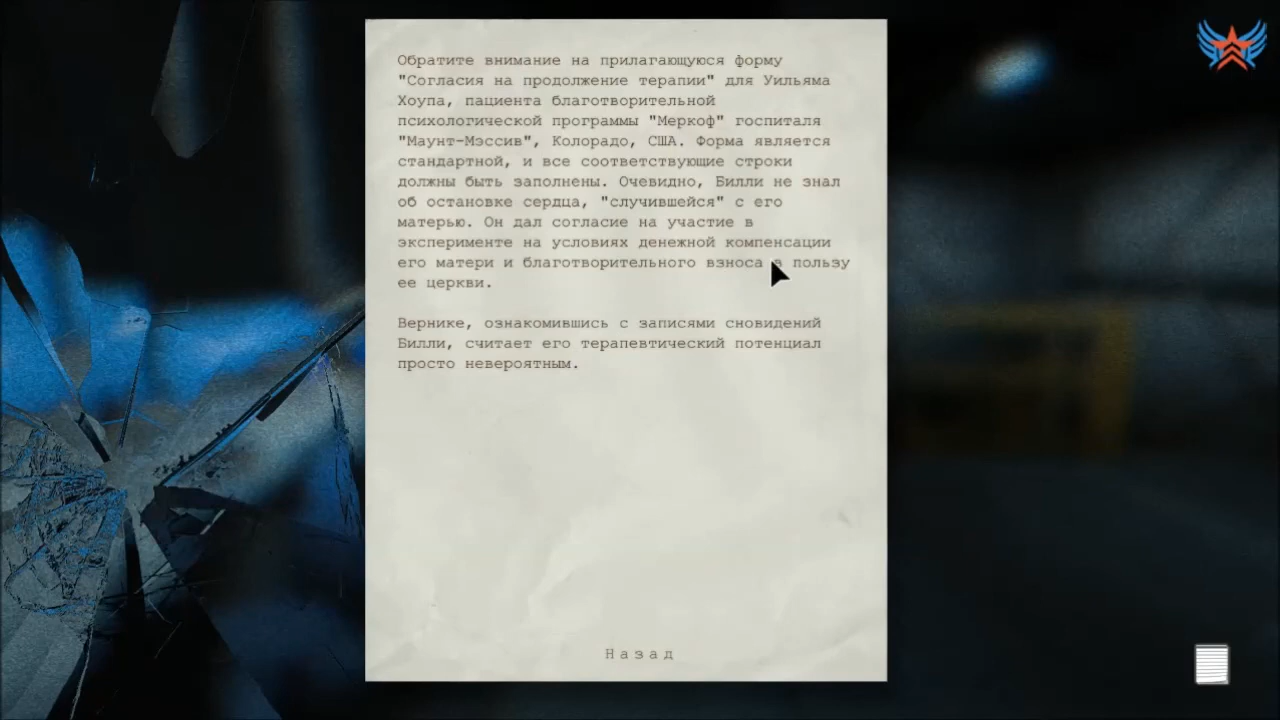 Обратите внимание на прилагающуюся форму
"Согласия на продолжение терапии" для Уильяма
Хоупа, пациента благотворительной
психологической программы "Меркоф" госпиталя
"Маунт-Мэссив", Колорадо, США. Форма является
стандартной, и все соответствующие строки
должны быть заполнены. Очевидно, Билли не знал
об остановке сердца, "случившейся" с его
матерью. Он дал согласие на участие в
эксперименте на условиях денежной компенсации
его матери и благотворительного взноса в пользу
ее церкви.
Вернике, ознакомившись с записями сновидений
Билли, считает его терапевтический потенциал
просто невероятным.
Назад